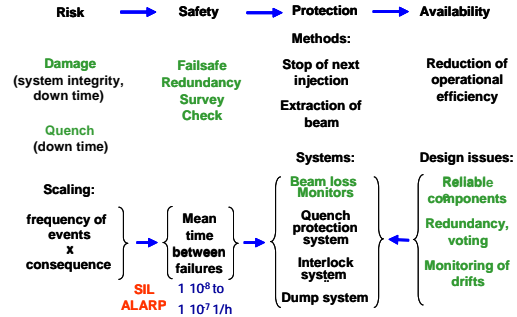 Risk
Safety
Protection
Availability
Damage
(system integrity,
down time)
Quench
(down time)
Scaling:
frequency of
events
x
consequence
Failsafe
Redundancy
Survey
Check
Mean
time
between
failures
SIL
ALARP
1 10-8 to
1 10-7 1/h
Methods:
Stop of next
injection
Extraction of
beam
Systems:
Beam loss
Monitors
Quench
protection
system
Interlock
system
Dump system
Reduction of
operational
efficiency
Design issues:
Reliable
components
Redundancy,
voting
Monitoring of
drifts